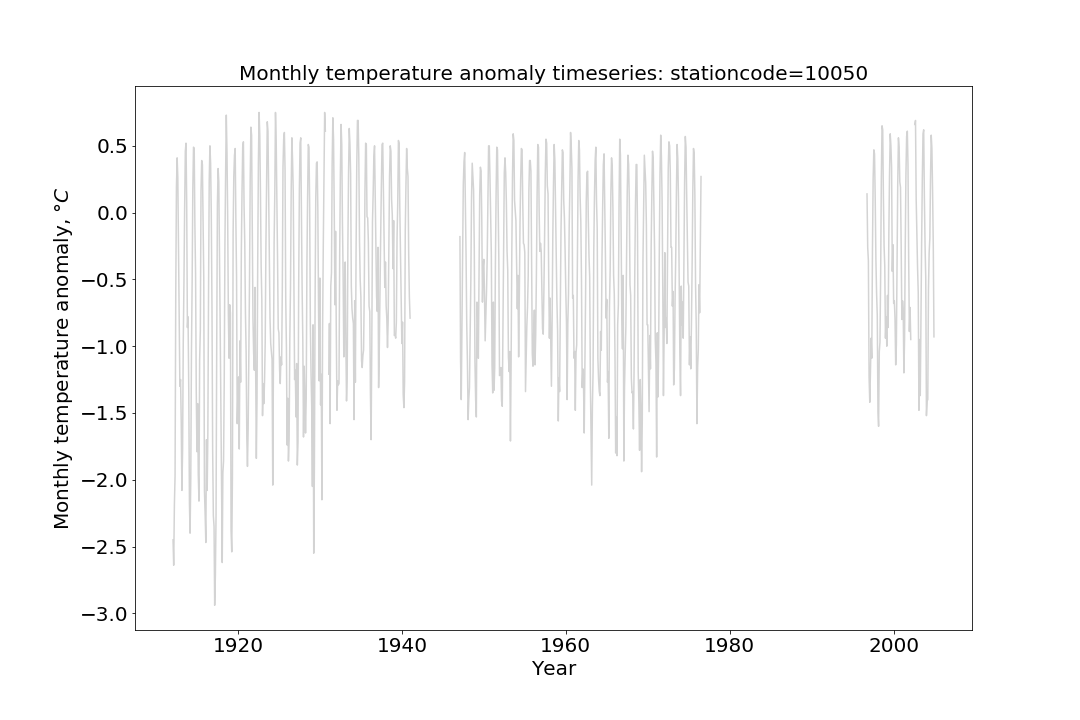 Monthly temperature anomaly timeseries: stationcode=10050
Monthly temperature anomaly, °C
0.5
0.0
−0.5
−1.0
−1.5
−2.0
−2.5
−3.0
1920 1940 1960 1980 2000
Year